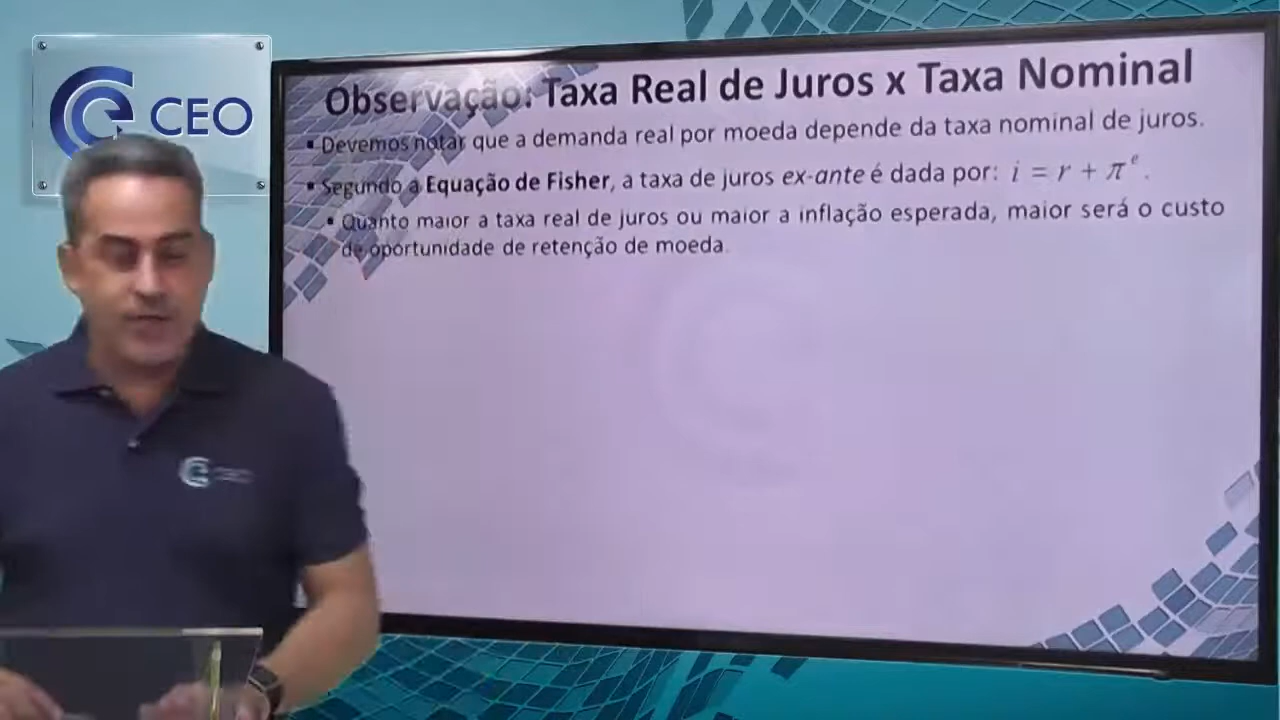 CEO
Observação: Taxa Real de Juros x Taxa Nominal
▪ Devemos notar que a demanda real por moeda depende da taxa nominal de juros.
▪ Segundo a Equação de Fisher, a taxa de juros ex-ante é dada por: i = r + π^e.
▪ Quanto maior a taxa real de juros ou maior a inflação esperada, maior será o custo
de oportunidade de retenção de moeda.
CEO